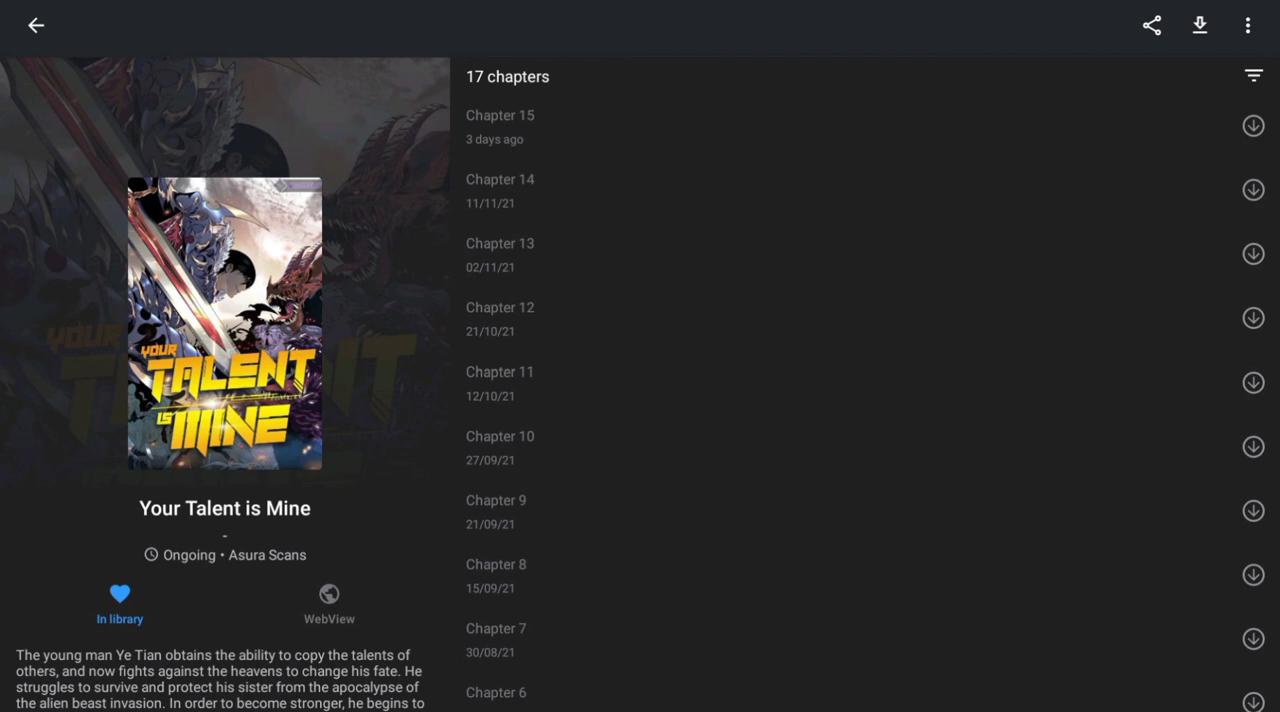 17 chapters
Chapter 15
3 days ago
Chapter 14
11/11/21
Chapter 13
02/11/21
Chapter 12
21/10/21
Chapter 11
12/10/21
Chapter 10
27/09/21
Chapter 9
21/09/21
Chapter 8
15/09/21
Chapter 7
30/08/21
Chapter 6
YOUR
TALENT
IS MINE
Your Talent is Mine
-
Ongoing • Asura Scans
In library
WebView
The young man Ye Tian obtains the ability to copy the talents of
others, and now fights against the heavens to change his fate. He
struggles to survive and protect his sister from the apocalypse of
the alien beast invasion. In order to become stronger, he begins to